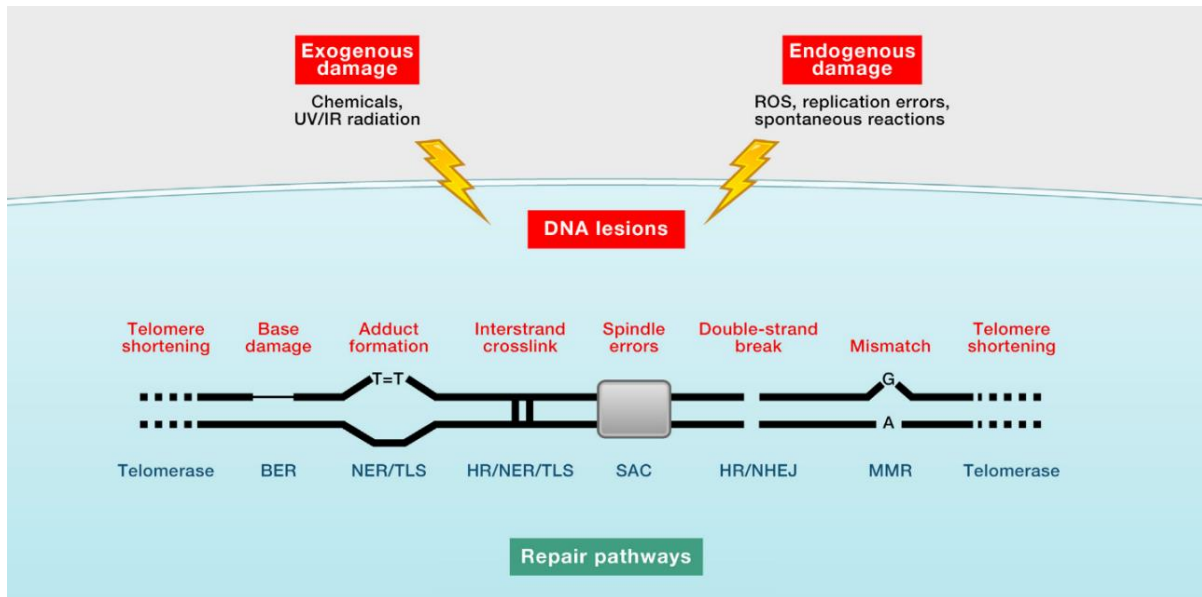 Exogenous
damage
Endogenous
damage
Chemicals,
UV/IR radiation
ROS, replication errors,
spontaneous reactions
DNA lesions
Telomere
shortening
Base
damage
Adduct
formation
Interstrand
crosslink
Spindle
errors
Double-strand
break
Mismatch
Telomere
shortening
T=T
G
A
Telomerase
BER
NER/TLS
HR/NER/TLS
SAC
HR/NHEJ
MMR
Telomerase
Repair pathways